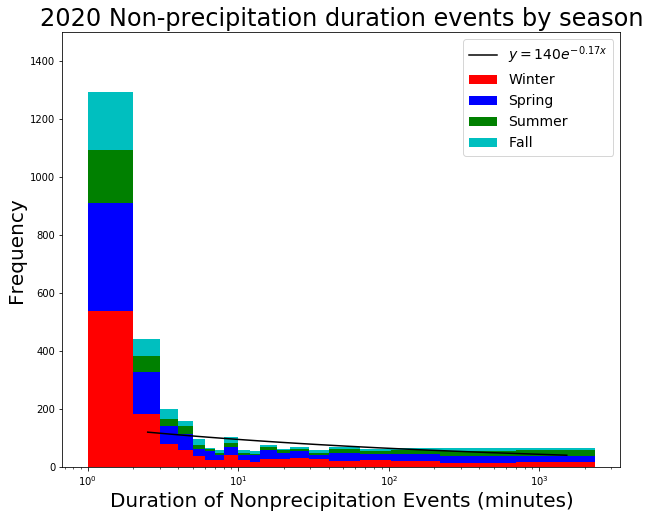 2020 Non-precipitation duration events by season
1400
1200
1000
800
600
400
200
0
Frequency
y = 140e^{-0.17x}
Winter
Spring
Summer
Fall
10^0 10^1 10^2 10^3
Duration of Nonprecipitation Events (minutes)